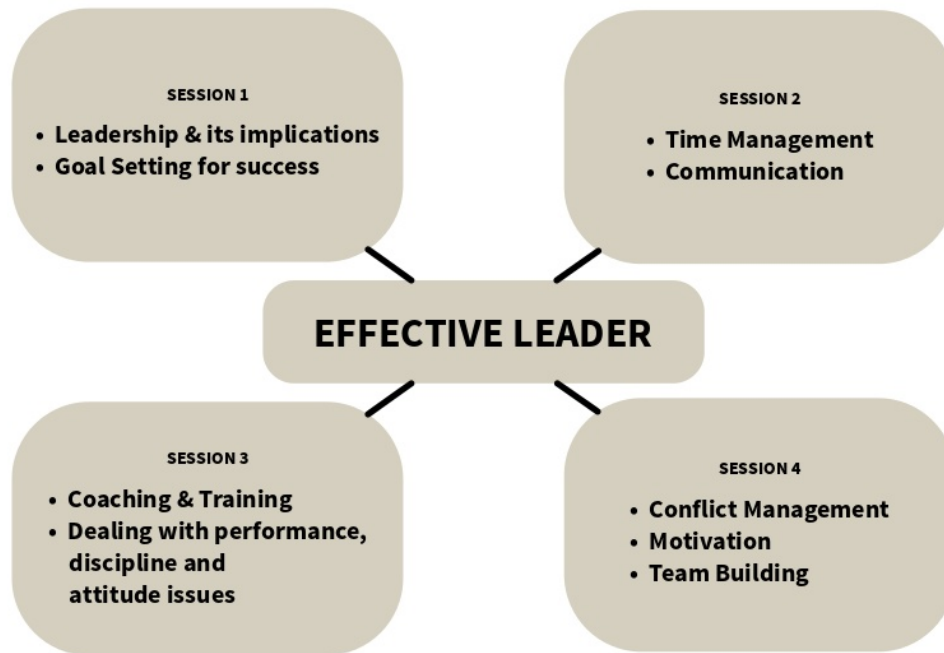 SESSION 1
• Leadership & its implications
• Goal Setting for success
SESSION 2
• Time Management
• Communication
EFFECTIVE LEADER
SESSION 3
• Coaching & Training
• Dealing with performance,
discipline and
attitude issues
SESSION 4
• Conflict Management
• Motivation
• Team Building